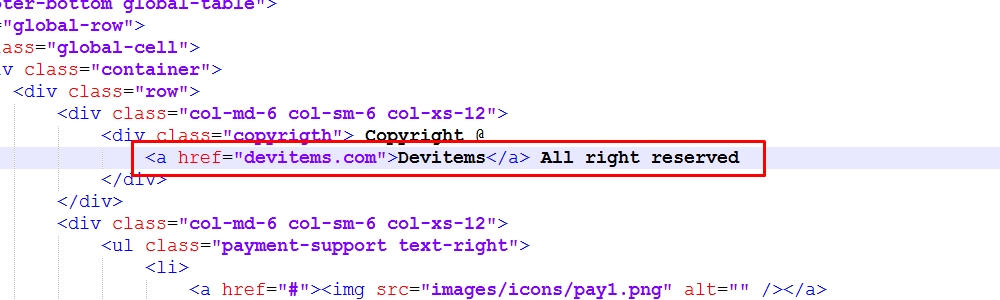 ter-bottom global-table">
="global-row">
ass="global-cell">
v class="container">
<div class="row">
<div class="col-md-6 col-sm-6 col-xs-12">
<div class="copyrigth"> Copyright @
<a href="devitems.com">Devitems</a> All right reserved
</div>
</div>
<div class="col-md-6 col-sm-6 col-xs-12">
<ul class="payment-support text-right">
<li>
<a href="#"><img src="images/icons/pay1.png" alt="" /></a>